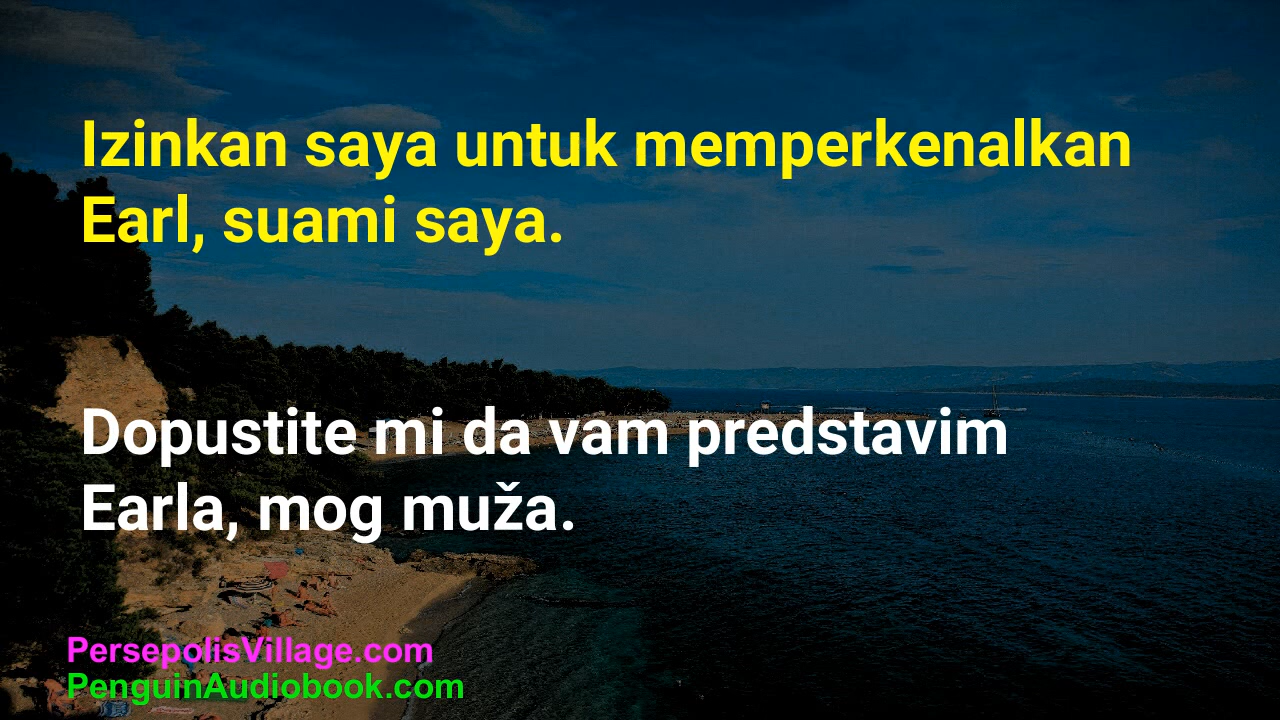 Izinkan saya untuk memperkenalkan
Earl, suami saya.
Dopustite mi da vam predstavim
Earla, mog muža.
PersepolisVillage.com
PenguinAudiobook.com